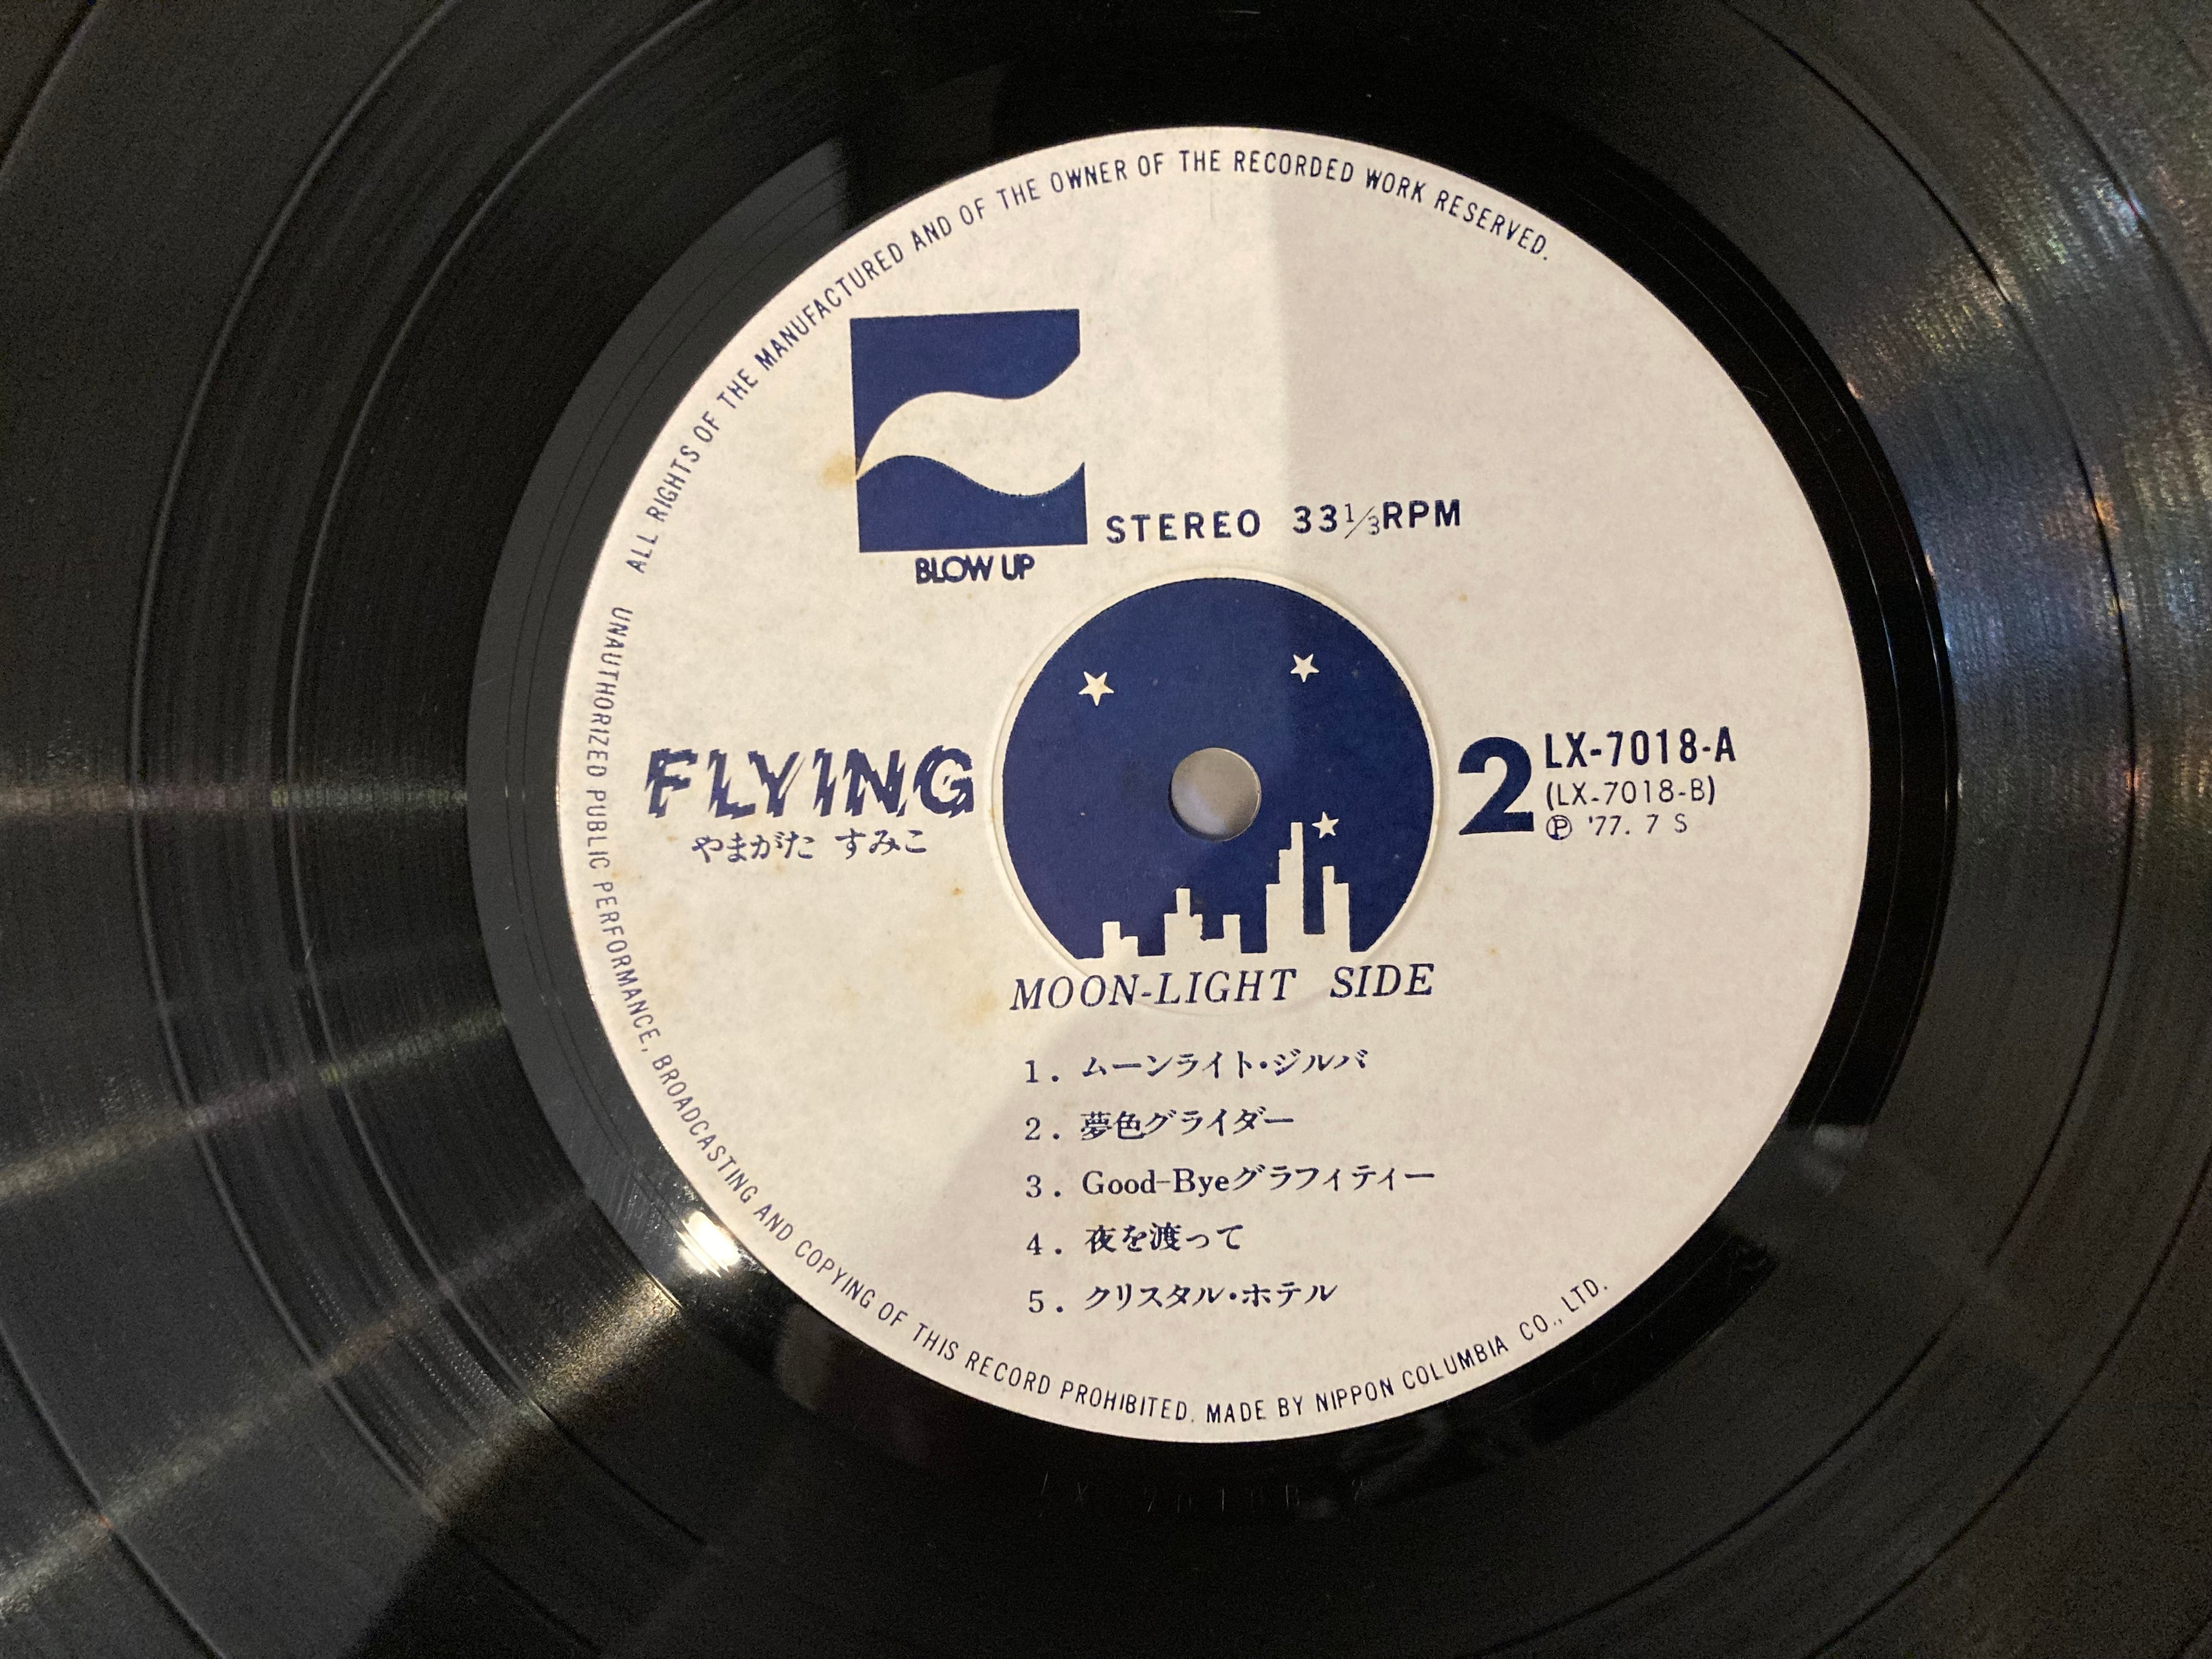 ALL RIGHTS OF THE MANUFACTURED AND OF THE OWNER OF THE RECORDED WORK RESERVED.
BLOW UP
STEREO 33⅓RPM
FLYING
やまがた すみこ
2
LX-7018-A
(LX-7018-B)
Ⓟ '77. 7 S
MOON-LIGHT SIDE
1. ムーンライト・ジルバ
2. 夢色グライダー
3. Good-Byeグラフィティー
4. 夜を渡って
5. クリスタル・ホテル
UNAUTHORIZED PUBLIC PERFORMANCE, BROADCASTING AND COPYING OF THIS RECORD PROHIBITED. MADE BY NIPPON COLUMBIA CO., LTD.